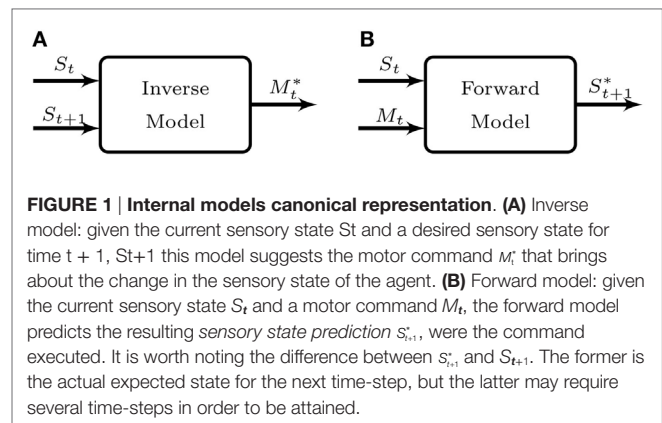 A
B
S_t
S_{t+1}
Inverse
Model
M_t^*
S_t
M_t
Forward
Model
S_{t+1}^*
FIGURE 1 | Internal models canonical representation. (A) Inverse
model: given the current sensory state St and a desired sensory state for
time t + 1, St+1 this model suggests the motor command M_t^* that brings
about the change in the sensory state of the agent. (B) Forward model: given
the current sensory state S_t and a motor command M_t, the forward model
predicts the resulting sensory state prediction S_{t+1}^*, were the command
executed. It is worth noting the difference between S_{t+1}^* and S_{t+1}. The former is
the actual expected state for the next time-step, but the latter may require
several time-steps in order to be attained.